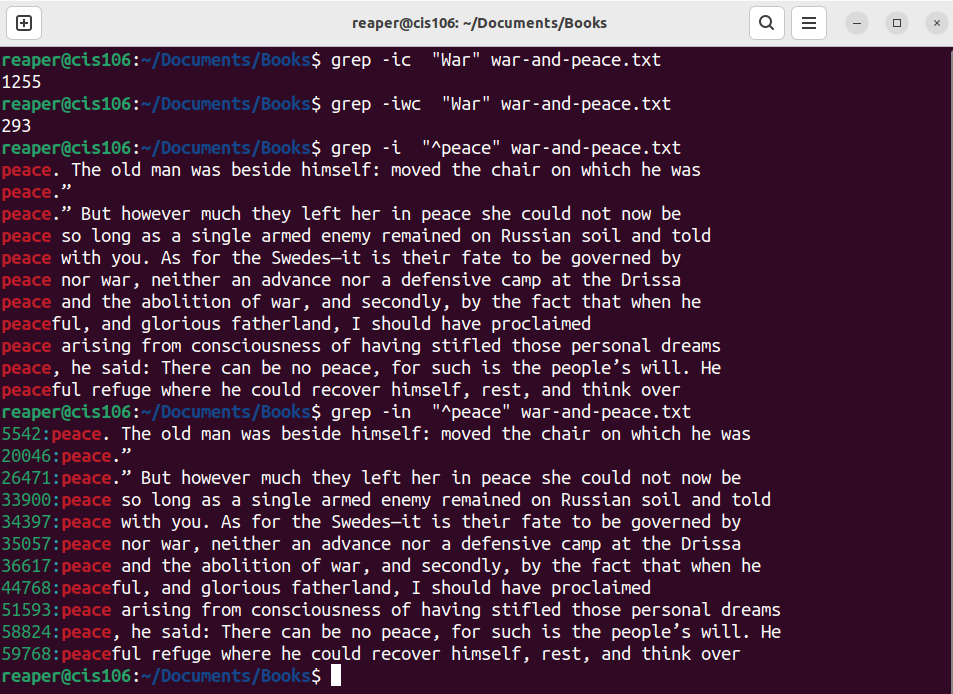 reaper@cis106: ~/Documents/Books
reaper@cis106:~/Documents/Books$ grep -ic  "War" war-and-peace.txt
1255
reaper@cis106:~/Documents/Books$ grep -iwc  "War" war-and-peace.txt
293
reaper@cis106:~/Documents/Books$ grep -i  "^peace" war-and-peace.txt
peace. The old man was beside himself: moved the chair on which he was
peace.”
peace.” But however much they left her in peace she could not now be
peace so long as a single armed enemy remained on Russian soil and told
peace with you. As for the Swedes—it is their fate to be governed by
peace nor war, neither an advance nor a defensive camp at the Drissa
peace and the abolition of war, and secondly, by the fact that when he
peaceful, and glorious fatherland, I should have proclaimed
peace arising from consciousness of having stifled those personal dreams
peace, he said: There can be no peace, for such is the people’s will. He
peaceful refuge where he could recover himself, rest, and think over
reaper@cis106:~/Documents/Books$ grep -in  "^peace" war-and-peace.txt
5542:peace. The old man was beside himself: moved the chair on which he was
20046:peace.”
26471:peace.” But however much they left her in peace she could not now be
33900:peace so long as a single armed enemy remained on Russian soil and told
34397:peace with you. As for the Swedes—it is their fate to be governed by
35057:peace nor war, neither an advance nor a defensive camp at the Drissa
36617:peace and the abolition of war, and secondly, by the fact that when he
44768:peaceful, and glorious fatherland, I should have proclaimed
51593:peace arising from consciousness of having stifled those personal dreams
58824:peace, he said: There can be no peace, for such is the people’s will. He
59768:peaceful refuge where he could recover himself, rest, and think over
reaper@cis106:~/Documents/Books$